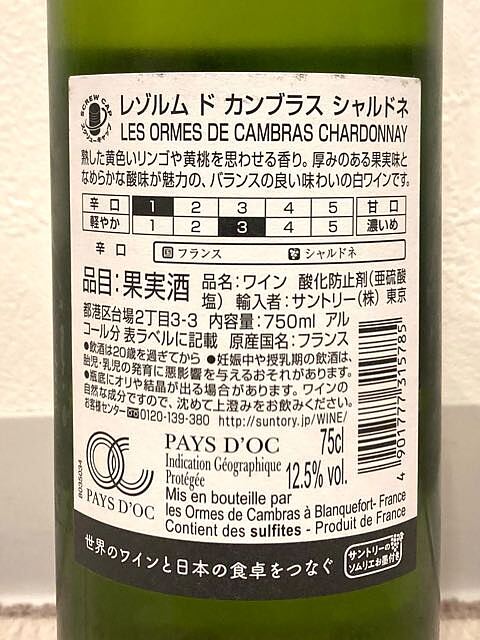 SCREW CAP
スクリューキャップ
レゾルム ド カンブラス シャルドネ
LES ORMES DE CAMBRAS CHARDONNAY
熟した黄色いリンゴや黄桃を思わせる香り。厚みのある果実味と
なめらかな酸味が魅力の、バランスの良い味わいの白ワインです。
辛口 1 2 3 4 5 甘口
軽やか 1 2 3 4 5 濃いめ
辛口 フランス シャルドネ
品目:果実酒 品名:ワイン 酸化防止剤(亜硫酸
塩) 輸入者:サントリー(株) 東京
都港区台場2丁目3-3 内容量:750ml アル
コール分 表ラベルに記載 原産国名:フランス
●飲酒は20歳を過ぎてから ●妊娠中や授乳期の飲酒は、
胎児・乳児の発育に悪影響を与えるおそれがあります。
●瓶底にオリや結晶が出る場合があります。ワインの
自然な成分ですので、沈めて上澄みをお飲みください。
お客様センター 0120-139-380 http://suntory.jp/WINE/
4 901777 315785
8035034
PAYS D'OC
PAYS D'OC 75cl
Indication Géographique
Protégée 12.5% vol.
Mis en bouteille par
les Ormes de Cambras à Blanquefort- France
Contient des sulfites - Produit de France
世界のワインと日本の食卓をつなぐ
サントリーの
ソムリエお墨付き